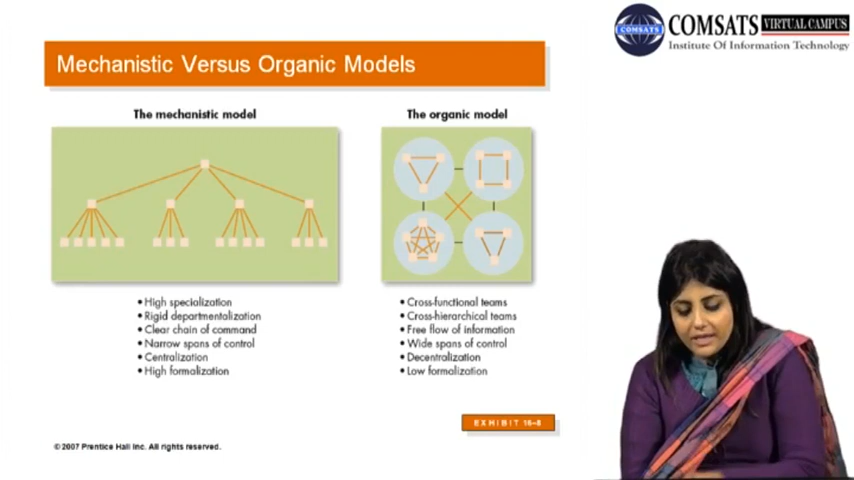 COMSATS VIRTUAL CAMPUS
COMSATS
Institute Of Information Technology
Mechanistic Versus Organic Models
The mechanistic model
• High specialization
• Rigid departmentalization
• Clear chain of command
• Narrow spans of control
• Centralization
• High formalization
The organic model
• Cross-functional teams
• Cross-hierarchical teams
• Free flow of information
• Wide spans of control
• Decentralization
• Low formalization
EXHIBIT 16–8
© 2007 Prentice Hall Inc. All rights reserved.